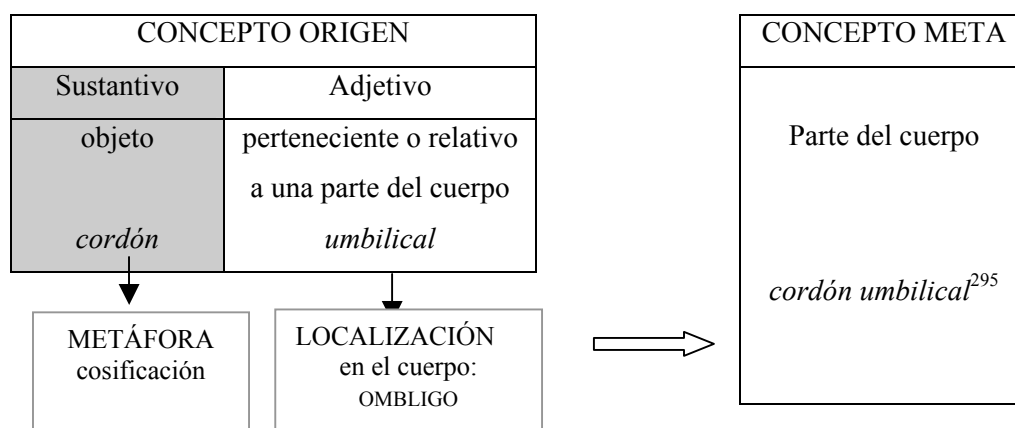 CONCEPTO ORIGEN
Sustantivo
Adjetivo
objeto
perteneciente o relativo
a una parte del cuerpo
cordón
umbilical
METÁFORA
cosificación
LOCALIZACIÓN
en el cuerpo:
OMBLIGO
CONCEPTO META
Parte del cuerpo
cordón umbilical295